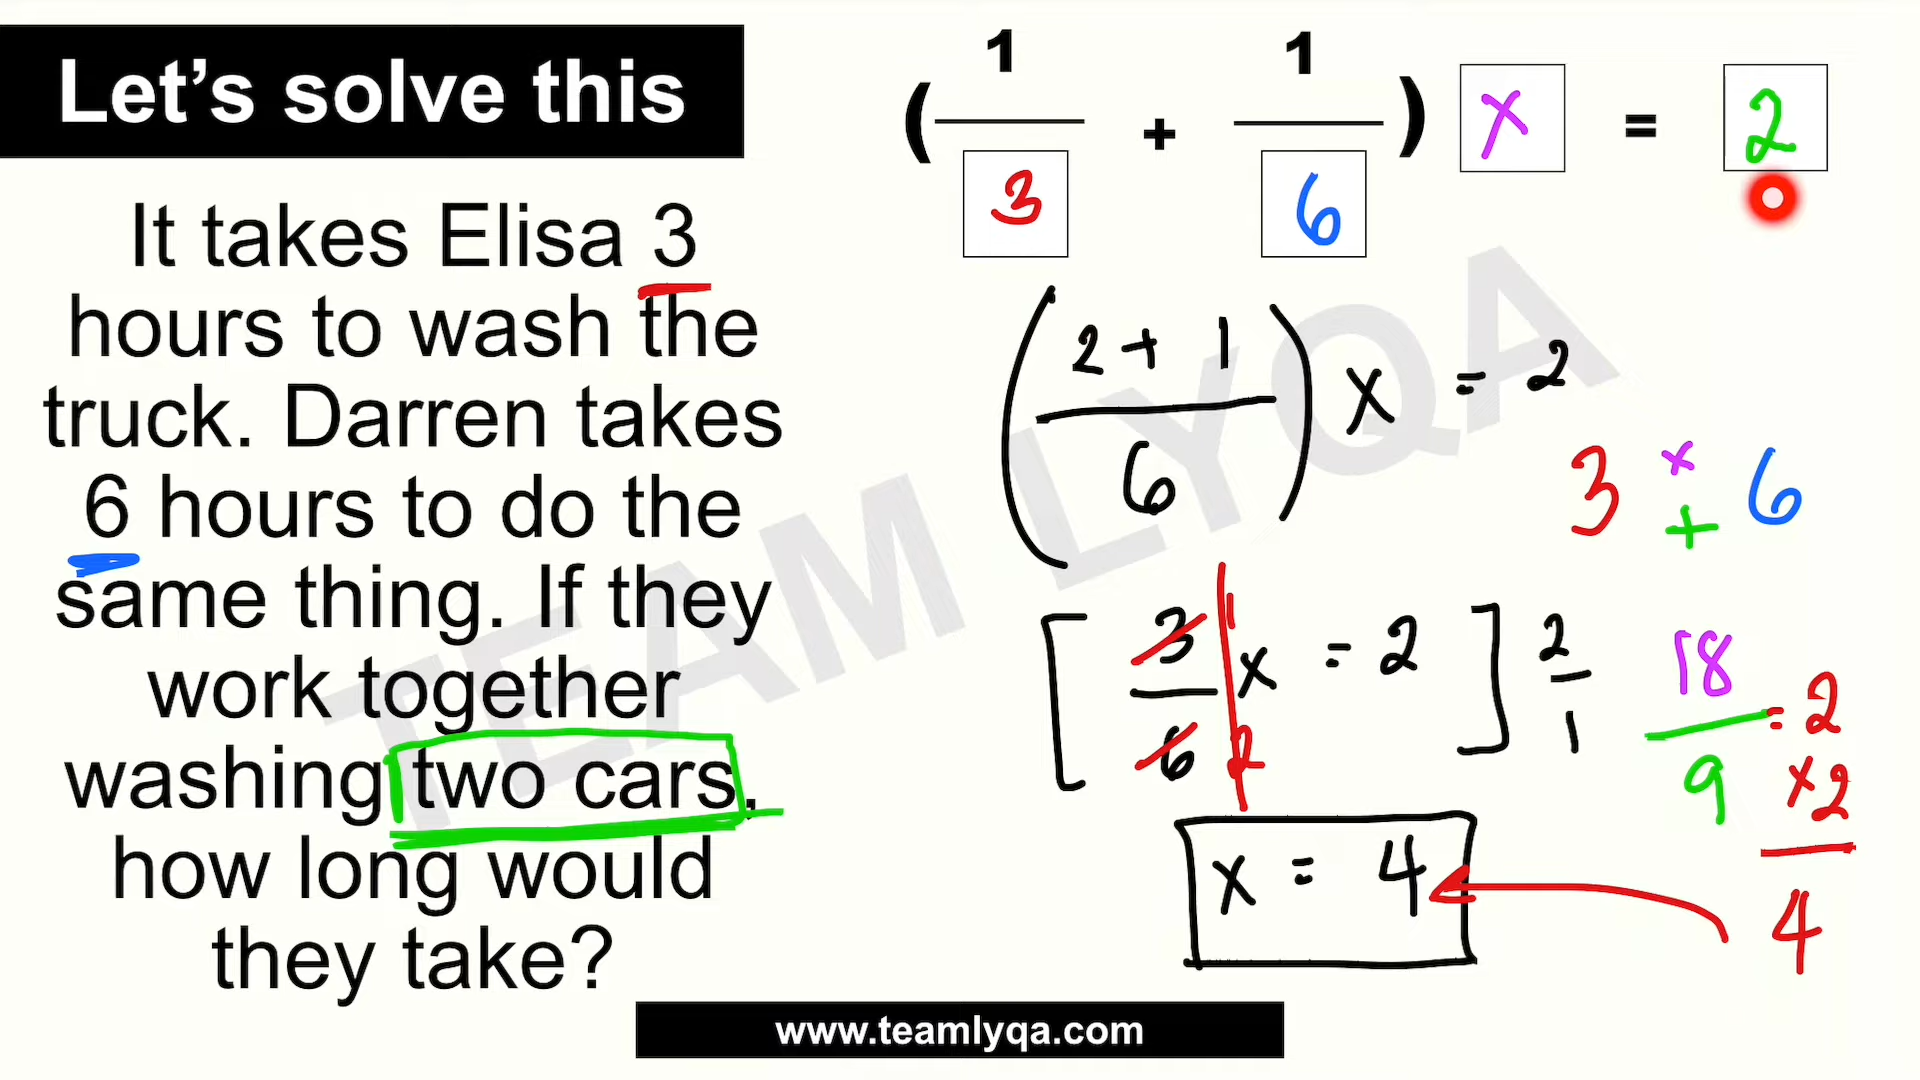 Let's solve this
It takes Elisa 3
hours to wash the
truck. Darren takes
6 hours to do the
same thing. If they
work together
washing two cars,
how long would
they take?
(1/3 + 1/6) x = 2
(2 + 1 / 6) x = 2
3 x + 6
[3/6 1/2 x = 2] 2/1
18/9 = 2
x 2
4
x = 4
TEAM LYQA
www.teamlyqa.com